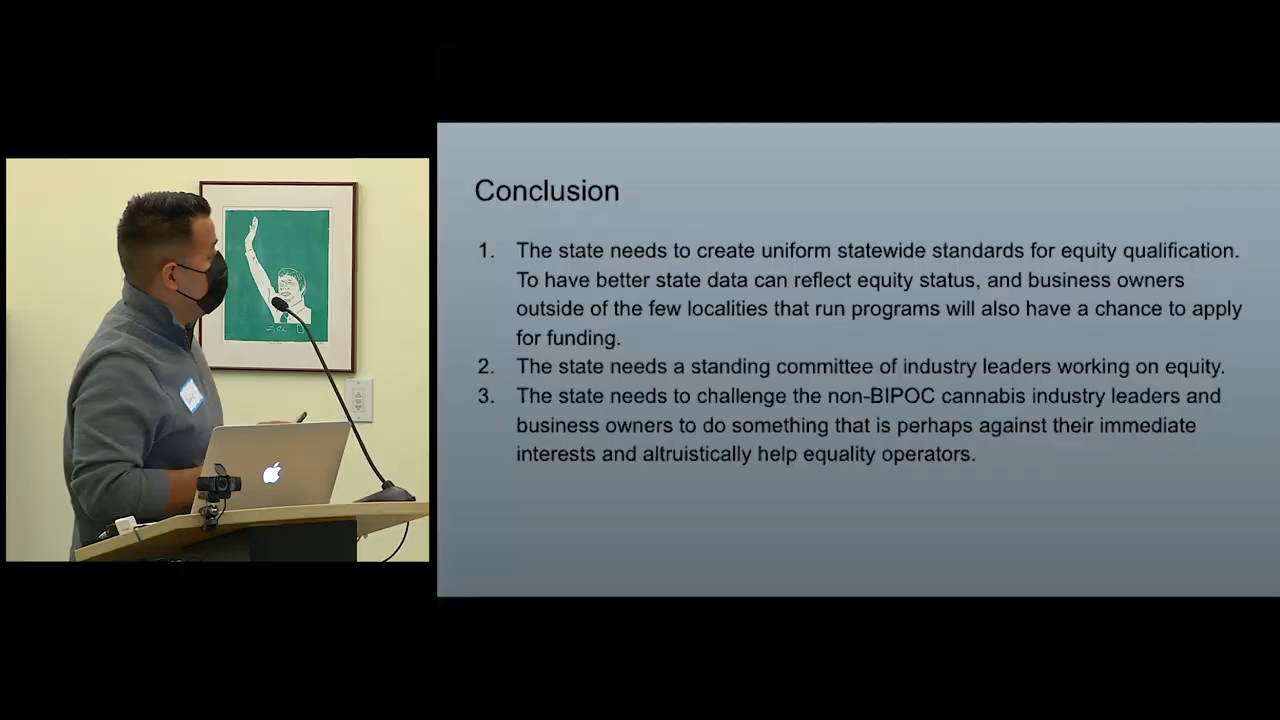 Conclusion
1. The state needs to create uniform statewide standards for equity qualification.
To have better state data can reflect equity status, and business owners
outside of the few localities that run programs will also have a chance to apply
for funding.
2. The state needs a standing committee of industry leaders working on equity.
3. The state needs to challenge the non-BIPOC cannabis industry leaders and
business owners to do something that is perhaps against their immediate
interests and altruistically help equality operators.